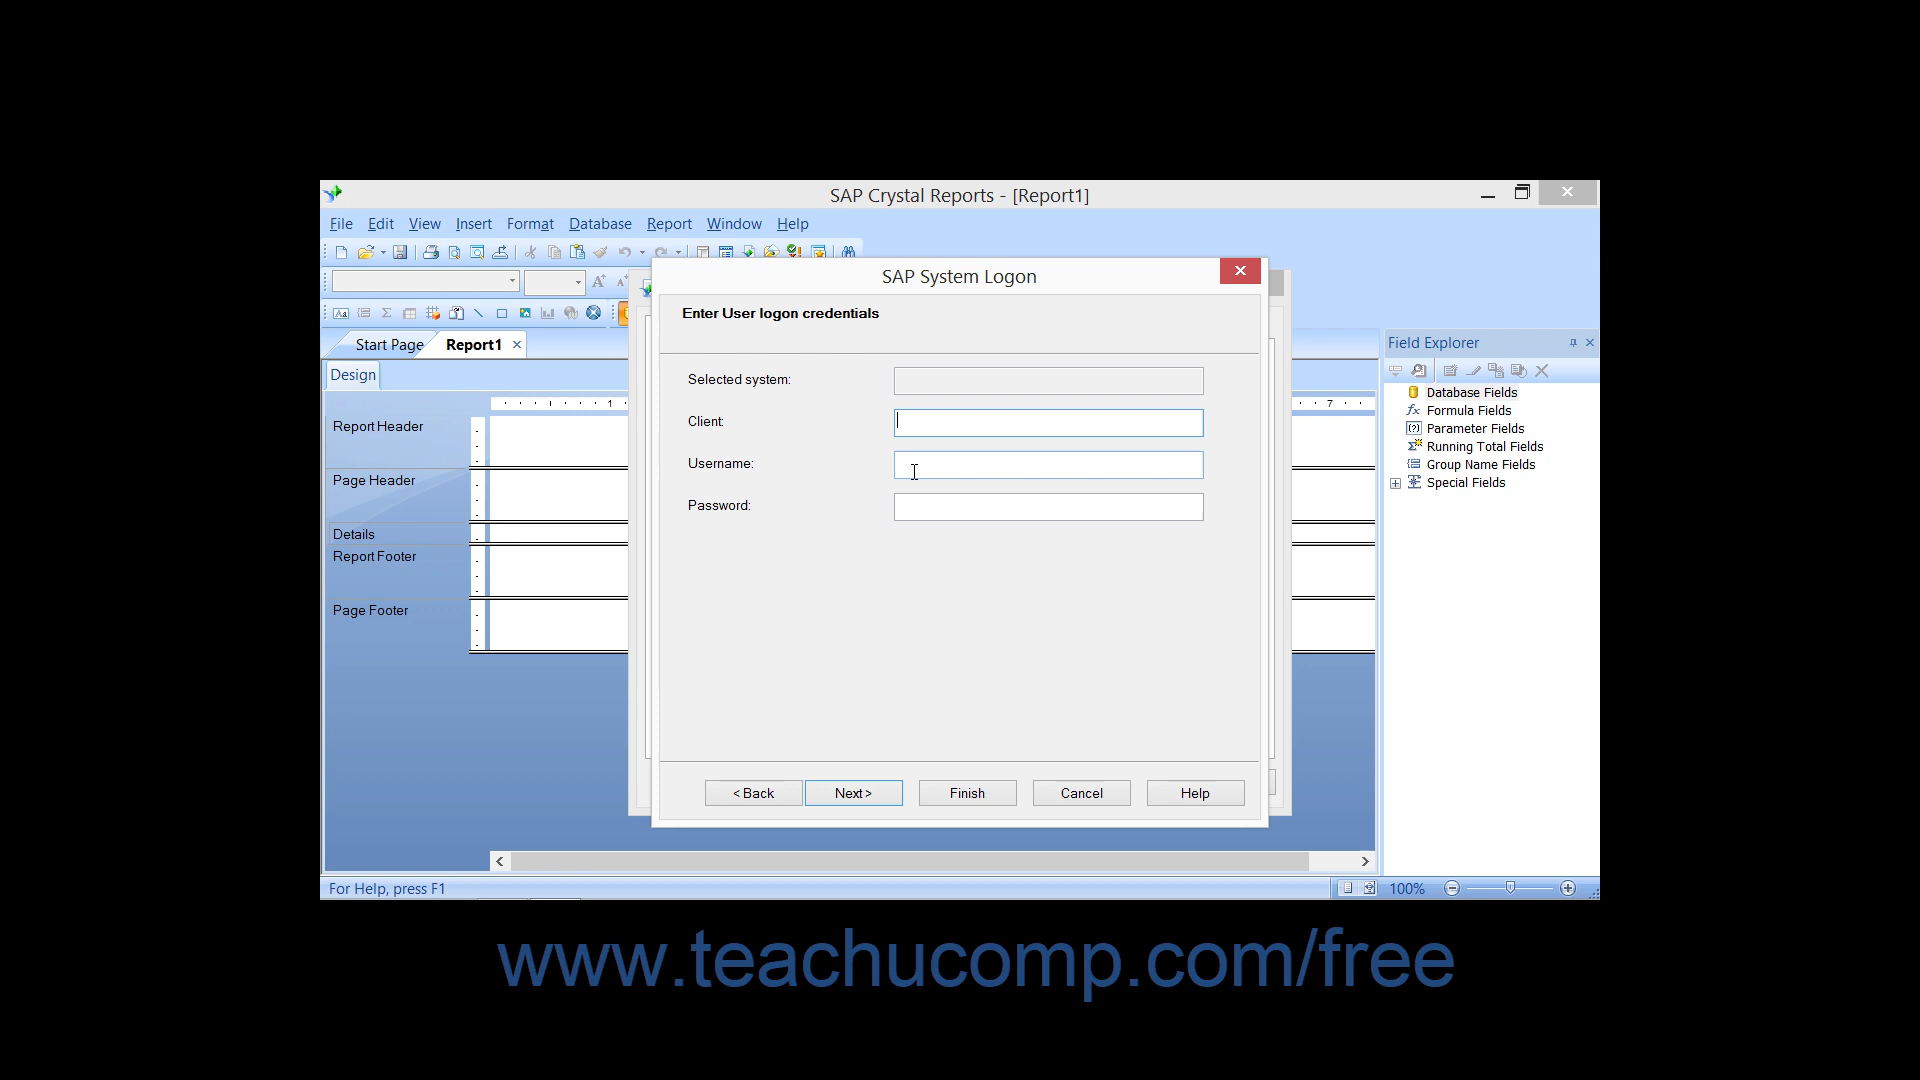 SAP Crystal Reports - [Report1]
File Edit View Insert Format Database Report Window Help
SAP System Logon
Enter User logon credentials
Start Page Report1
Field Explorer
Design
Selected system:
Client:
Username:
Password:
1
7
Report Header
Page Header
Details
Report Footer
Page Footer
Database Fields
Formula Fields
Parameter Fields
Running Total Fields
Group Name Fields
Special Fields
< Back Next > Finish Cancel Help
For Help, press F1
100%
www.teachucomp.com/free